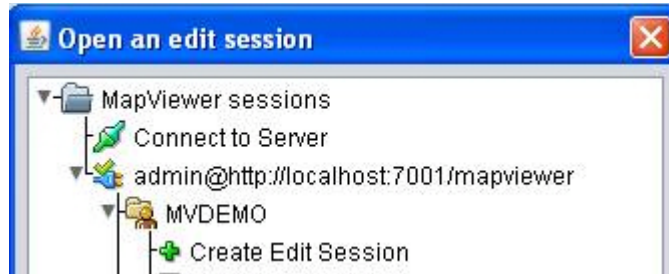 Open an edit session
MapViewer sessions
Connect to Server
admin@http://localhost:7001/mapviewer
MVDEMO
Create Edit Session